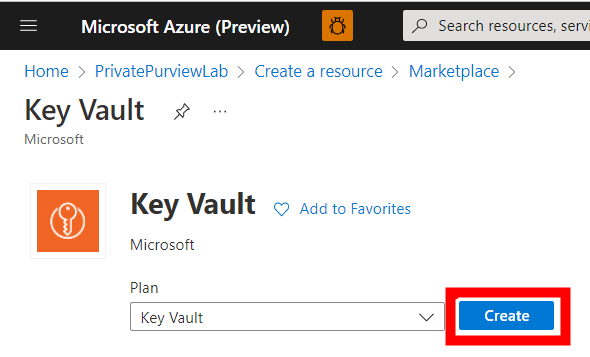 Microsoft Azure (Preview) Search resources, servi
Home > PrivatePurviewLab > Create a resource > Marketplace >
Key Vault ...
Microsoft
Key Vault Add to Favorites
Microsoft
Plan
Key Vault Create